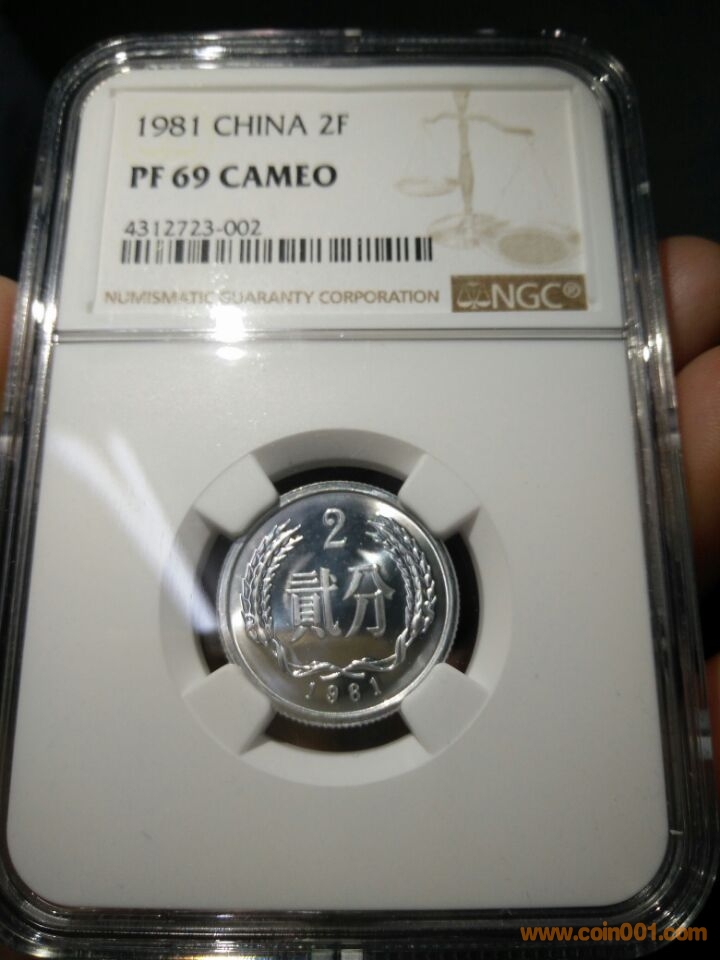 1981 CHINA 2F
PF 69 CAMEO
4312723-002
NUMISMATIC GUARANTY CORPORATION
NGC®
2
貳分
1981
www.coin001.com